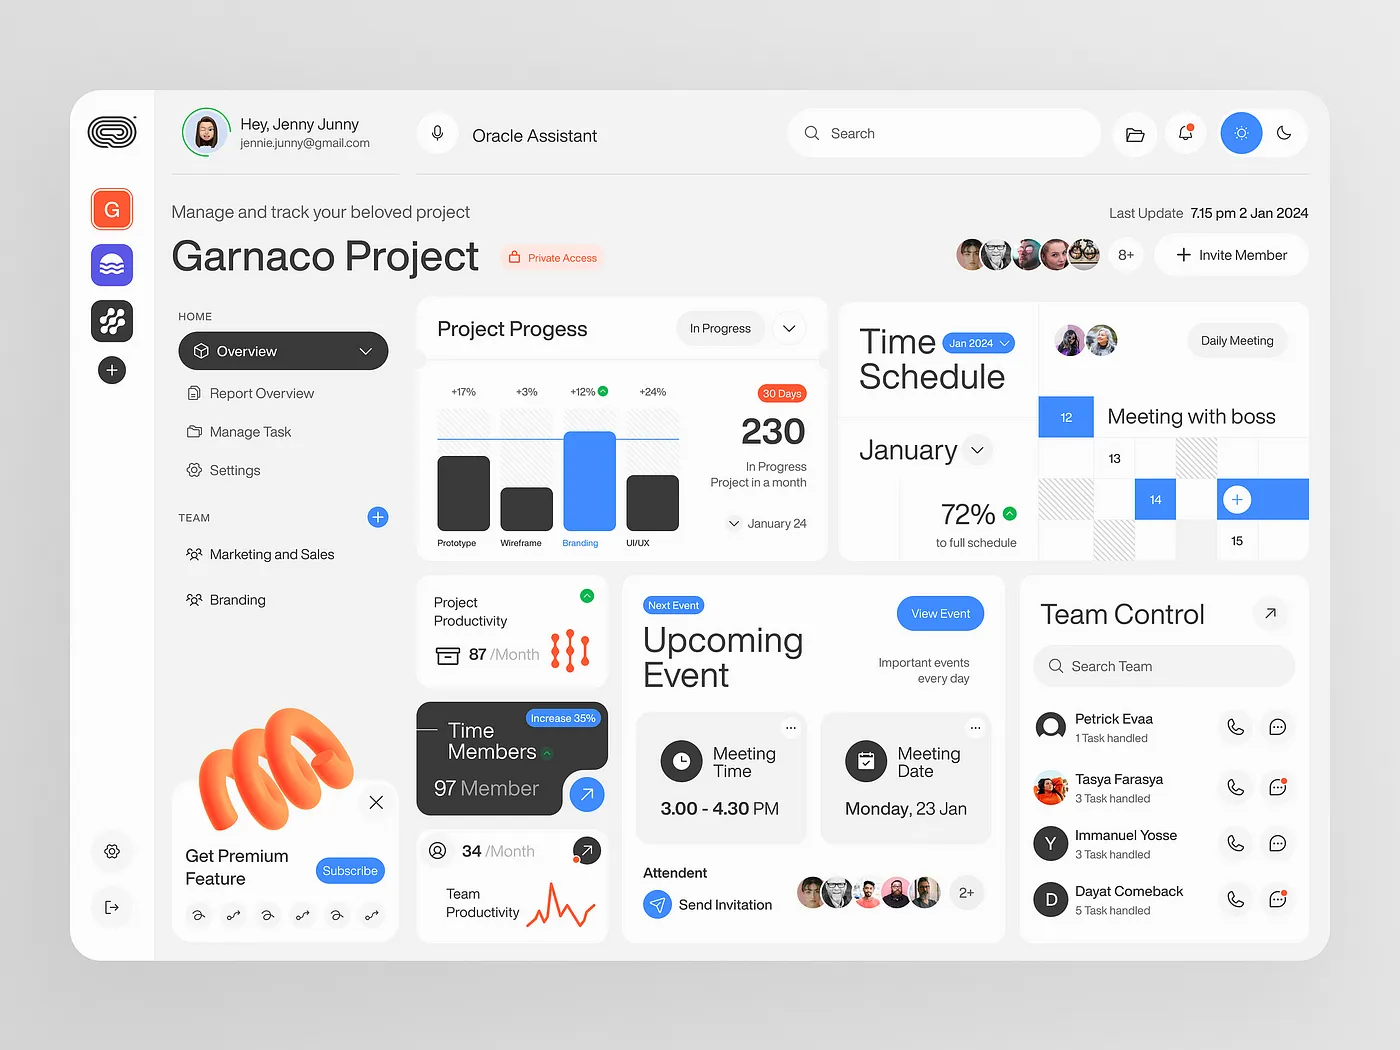 Hey, Jenny Junny
jennie.junny@gmail.com
Oracle Assistant
Search
G
Manage and track your beloved project
Garnaco Project
Private Access
Last Update 7.15 pm 2 Jan 2024
8+
Invite Member
HOME
Overview
Report Overview
Manage Task
Settings
TEAM
Marketing and Sales
Branding
Get Premium
Feature
Subscribe
Project Progess
In Progress
+17%
+3%
+12%
+24%
Prototype
Wireframe
Branding
UI/UX
30 Days
230
In Progress
Project in a month
January 24
Time
Schedule
Jan 2024
January
72%
to full schedule
Daily Meeting
12
Meeting with boss
13
14
15
Project
Productivity
87 /Month
Increase 35%
Time
Members
97 Member
34 /Month
Team
Productivity
Next Event
Upcoming
Event
View Event
Important events
every day
Meeting
Time
3.00 - 4.30 PM
Meeting
Date
Monday, 23 Jan
Attendent
Send Invitation
2+
Team Control
Search Team
Petrick Evaa
1 Task handled
Tasya Farasya
3 Task handled
Y
Immanuel Yosse
3 Task handled
D
Dayat Comeback
5 Task handled